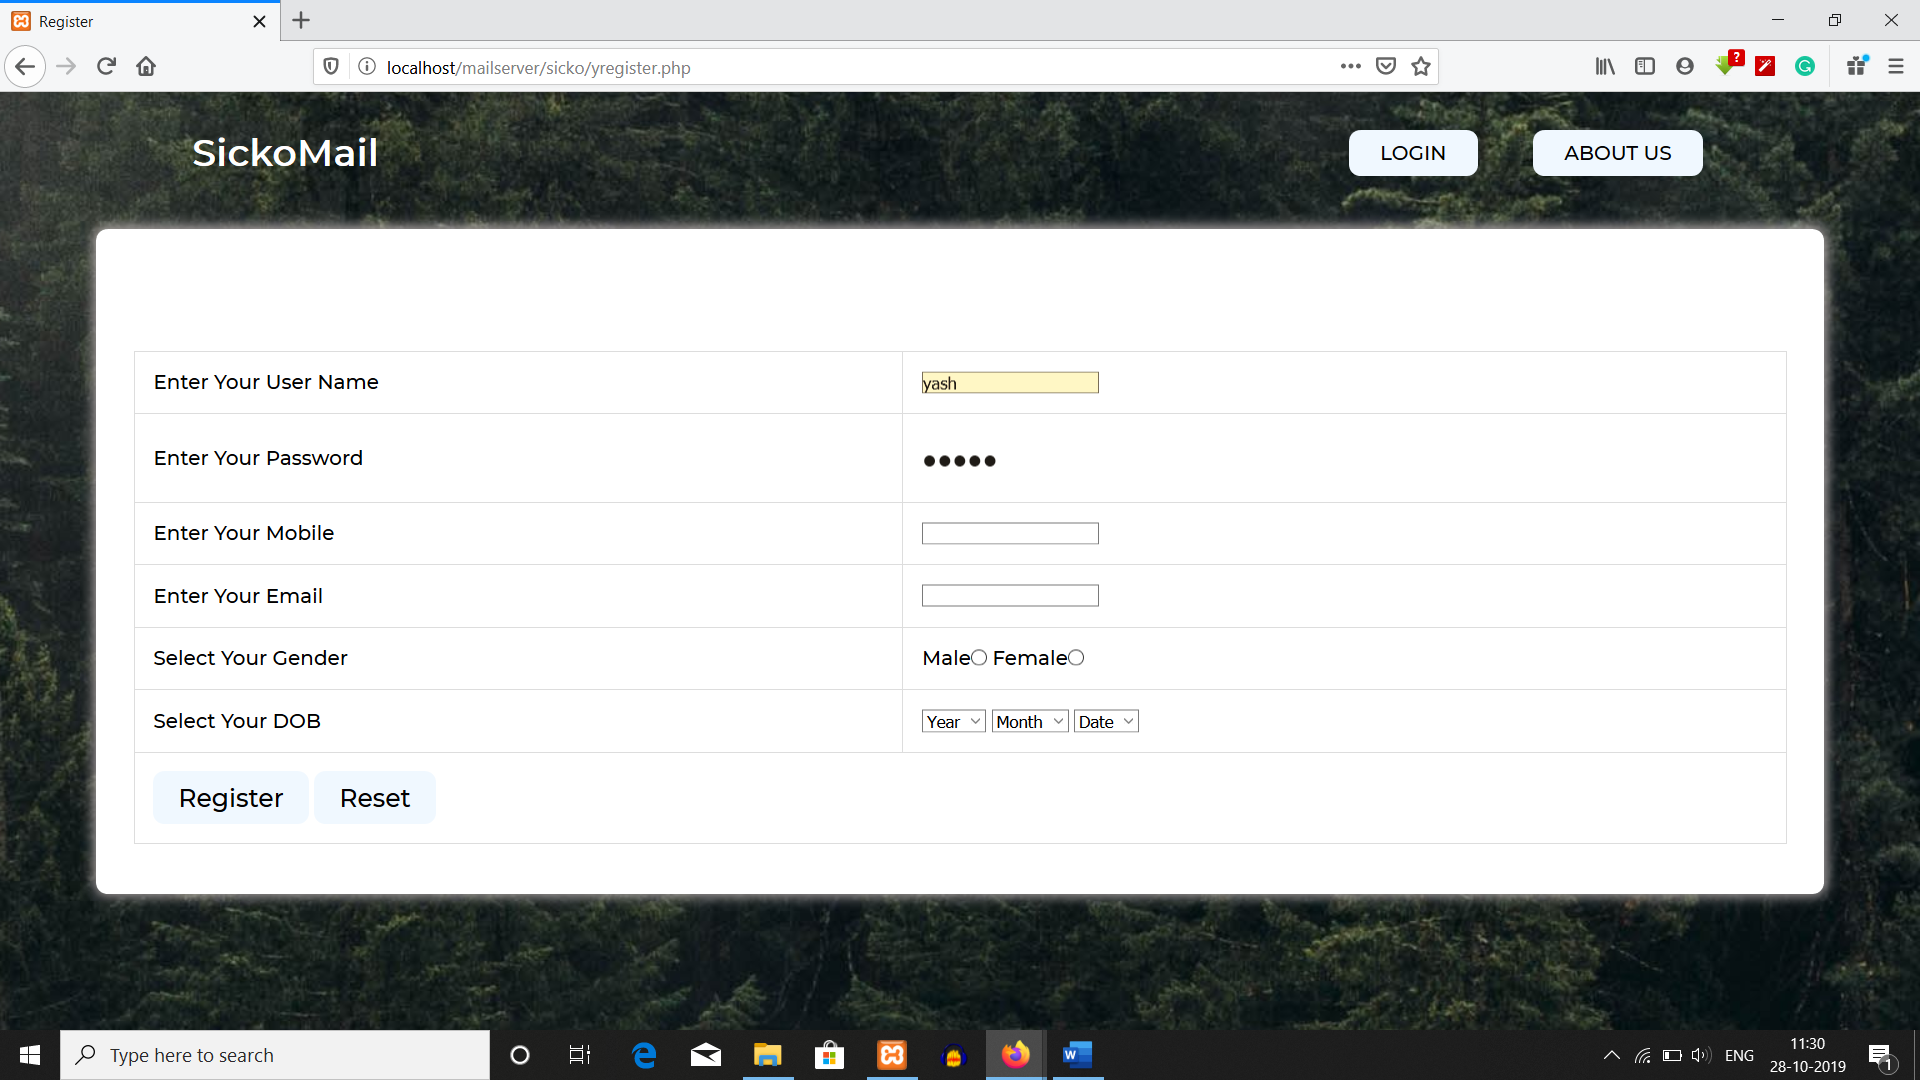 Register
localhost/mailserver/sicko/yregister.php
?
SickoMail
LOGIN
ABOUT US
Enter Your User Name
yash
Enter Your Password
●●●●●
Enter Your Mobile
Enter Your Email
Select Your Gender
Male Female
Select Your DOB
Year Month Date
Register Reset
Type here to search
W
ENG
11:30
28-10-2019
1